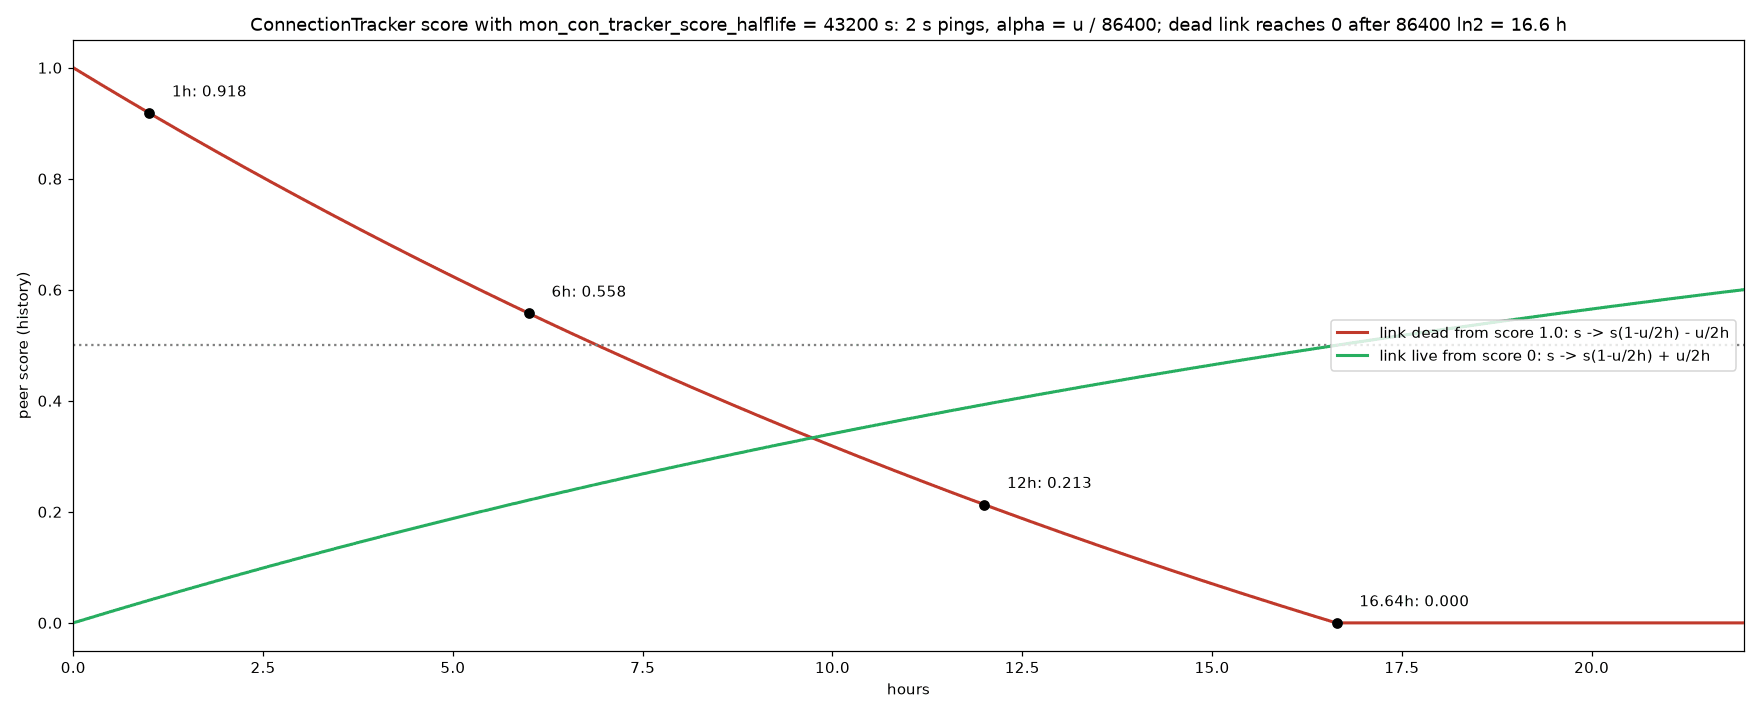 ConnectionTracker score with mon_con_tracker_score_halflife = 43200 s: 2 s pings, alpha = u / 86400; dead link reaches 0 after 86400 ln2 = 16.6 h
peer score (history)
1.0
0.8
0.6
0.4
0.2
0.0
1h: 0.918
6h: 0.558
12h: 0.213
16.64h: 0.000
link dead from score 1.0: s -> s(1-u/2h) - u/2h
link live from score 0: s -> s(1-u/2h) + u/2h
0.0
2.5
5.0
7.5
10.0
12.5
15.0
17.5
20.0
hours